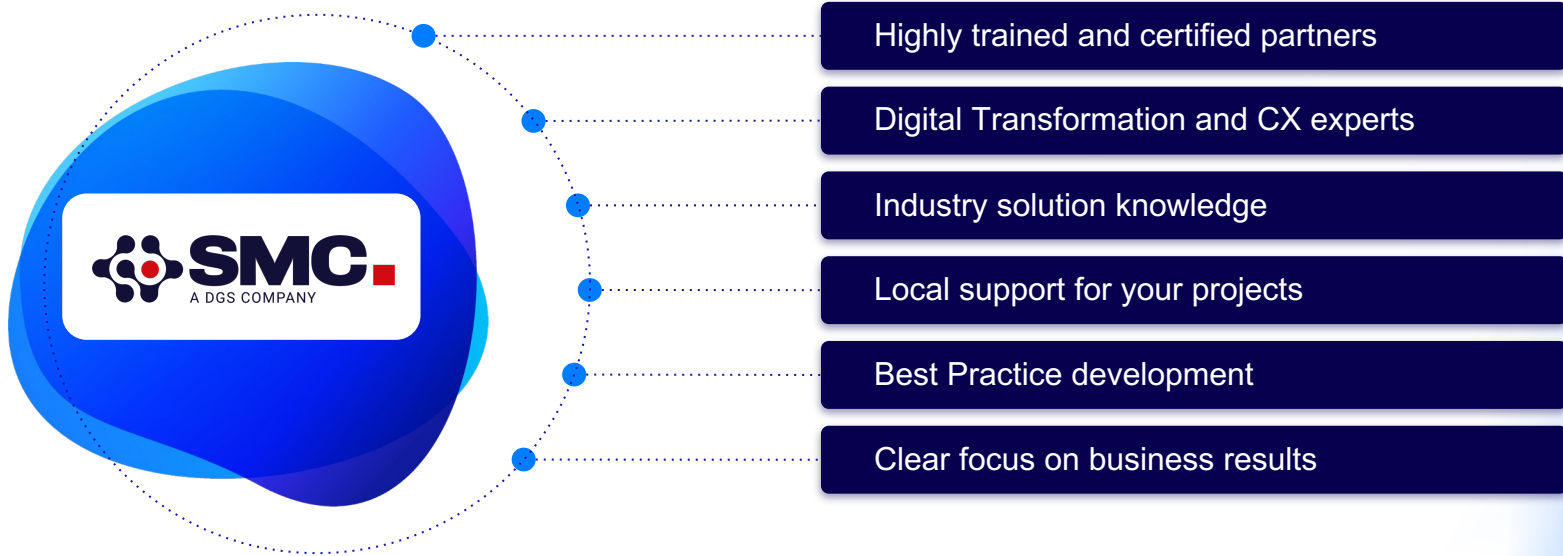 SMC.
A DGS COMPANY
Highly trained and certified partners
Digital Transformation and CX experts
Industry solution knowledge
Local support for your projects
Best Practice development
Clear focus on business results